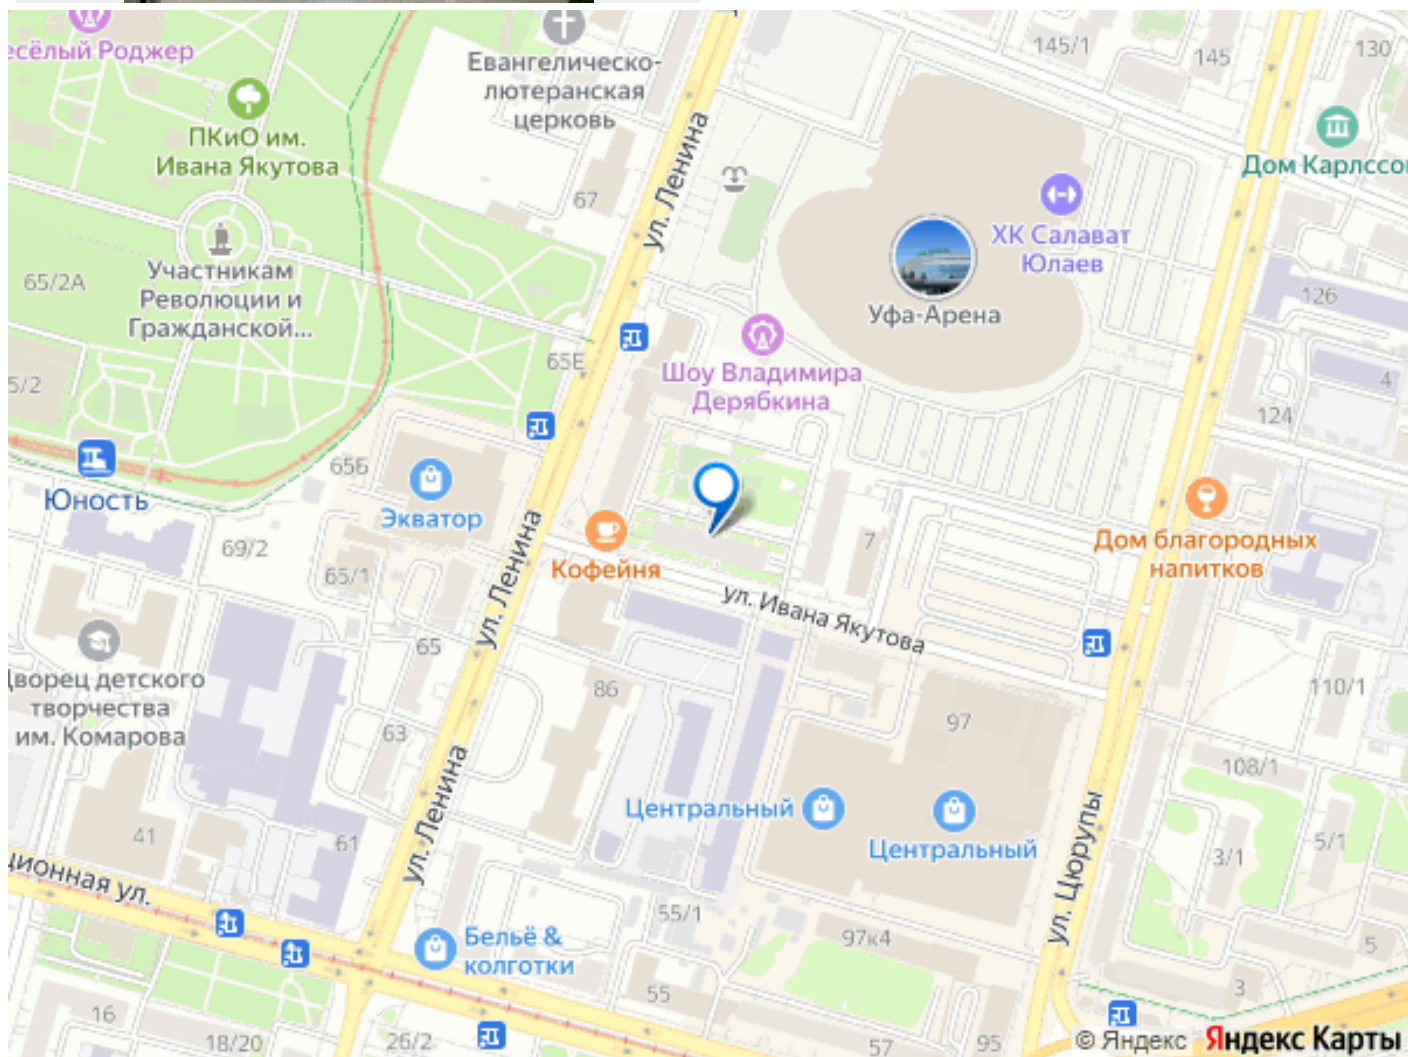 есёлый Роджер
ПКиО им.
Ивана Якутова
Участникам
Революции и
Гражданской...
65/2А
5/2
Юность
Евангелическо-
лютеранская
церковь
67
ул. Ленина
145/1
145
130
Дом Карлссо
ХК Салават
Юлаев
Уфа-Арена
126
4
124
65Е
Шоу Владимира
Дерябкина
65Б
Экватор
ул. Ленина
Кофейня
7
Дом благородных
напитков
69/2
65/1
ул. Ивана Якутова
65
86
Дворец детского
творчества
им. Комарова
63
97
110/1
108/1
ул. Ленина
Центральный
Центральный
ул. Цюрупы
41
61
3/1
5/1
ционная ул.
55/1
97к4
Бельё &
колготки
5
3
16
18/20
26/2
55
57
95
© Яндекс Яндекс Карты